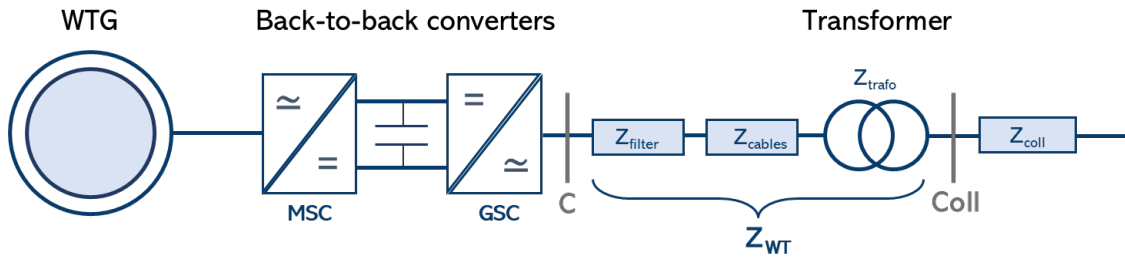 WTG
Back-to-back converters
Transformer
Z_trafo
≃
=
=
≃
Z_filter
Z_cables
Z_coll
MSC
GSC
C
Coll
Z_WT